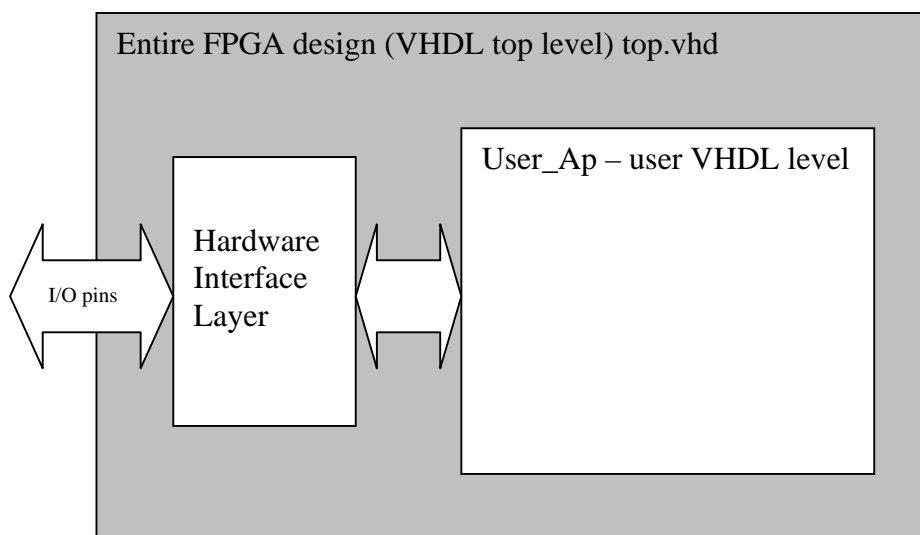 Entire FPGA design (VHDL top level) top.vhd
User_Ap – user VHDL level
Hardware
Interface
Layer
I/O pins